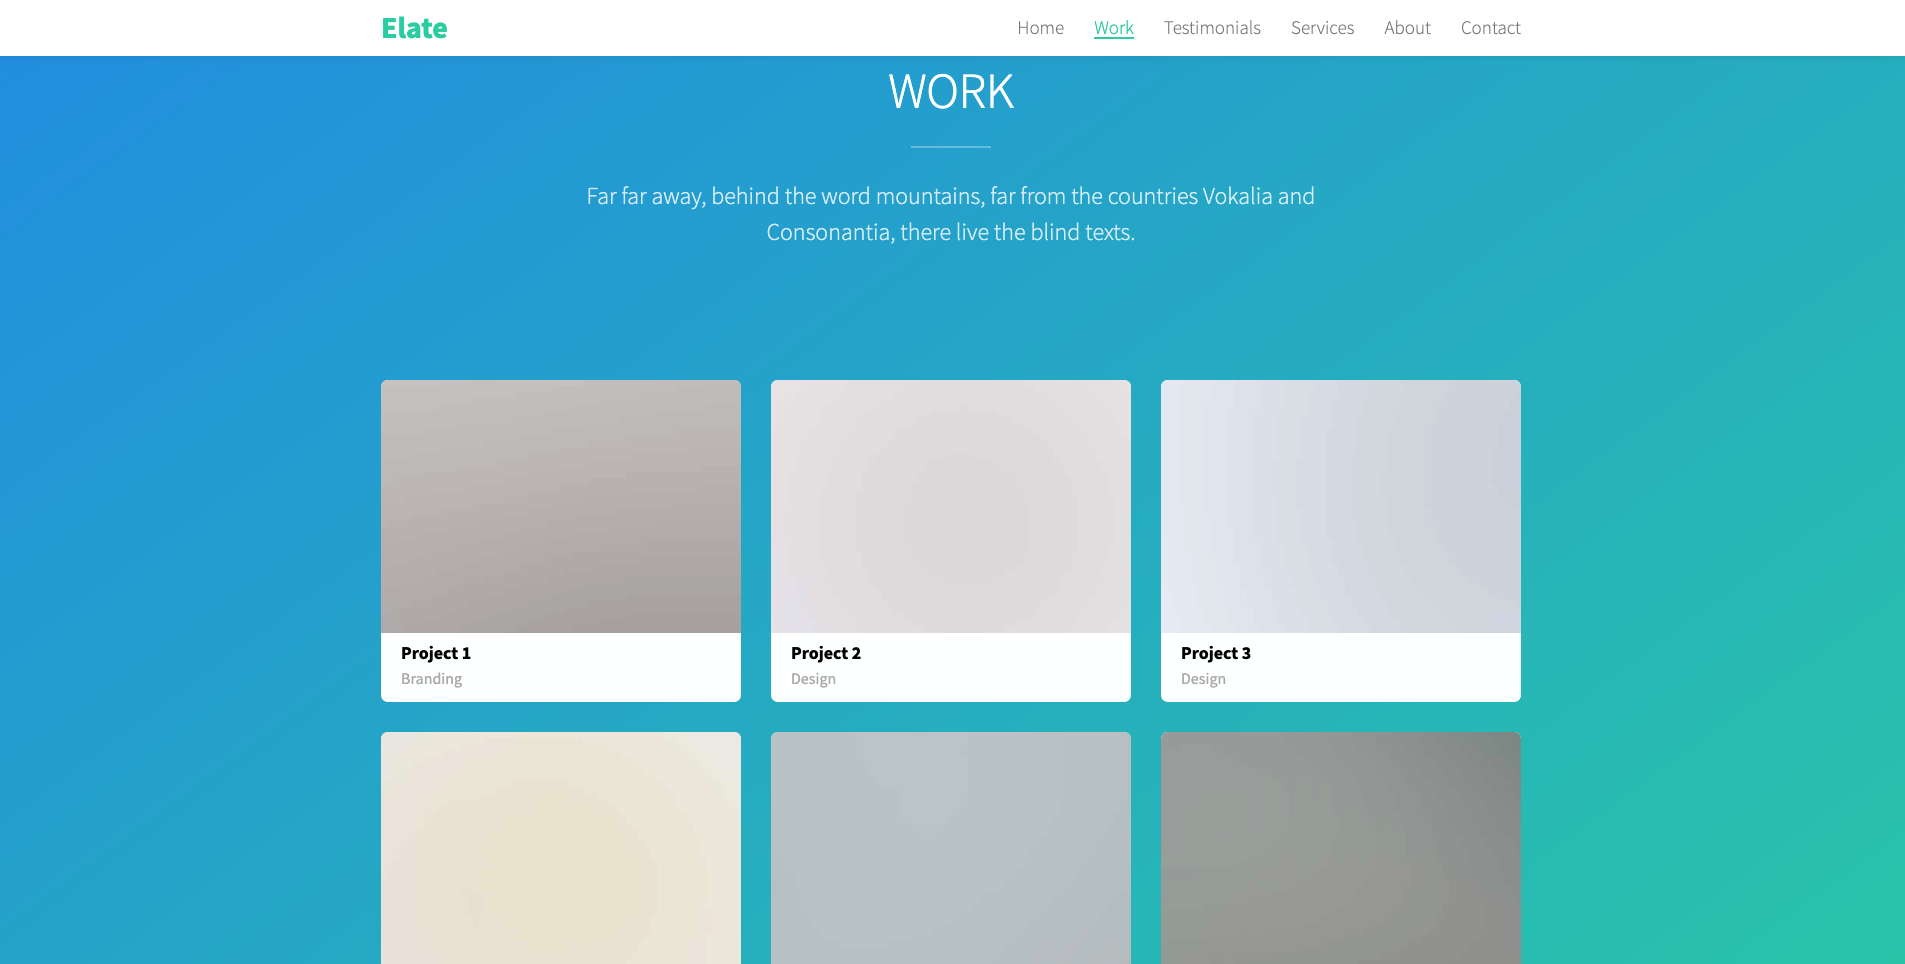 Elate
Home Work Testimonials Services About Contact
WORK
Far far away, behind the word mountains, far from the countries Vokalia and
Consonantia, there live the blind texts.
Project 1
Branding
Project 2
Design
Project 3
Design